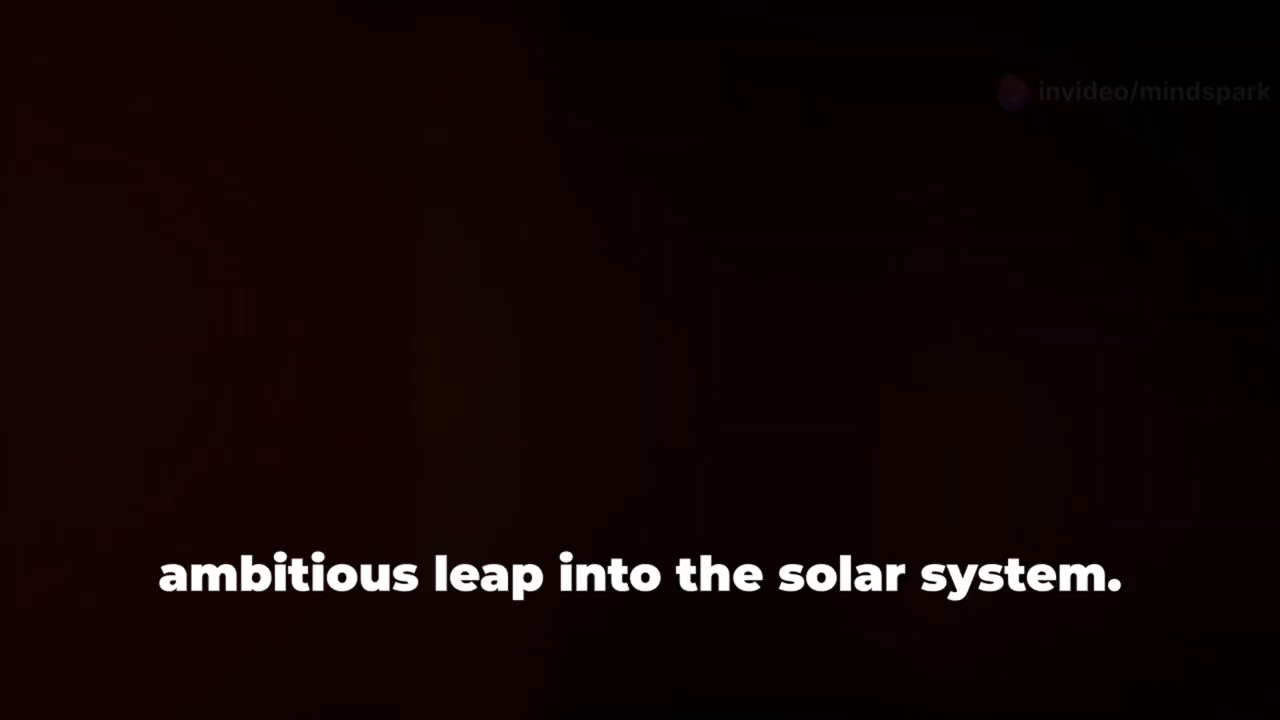 invideo/mindspark
ambitious leap into the solar system.